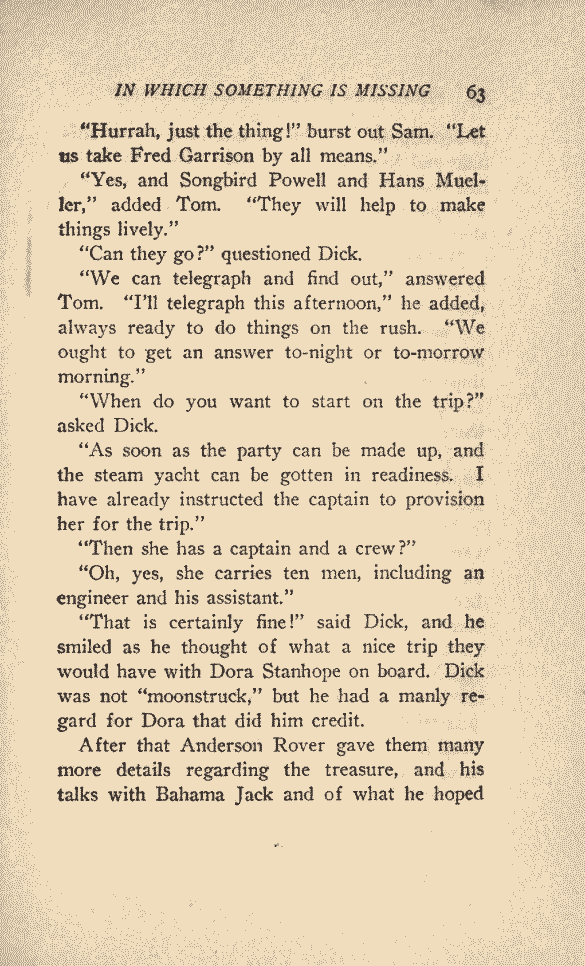 IN WHICH SOMETHING IS MISSING 63
“Hurrah, just the thing!” burst out Sam. “Let
us take Fred Garrison by all means.”
“Yes, and Songbird Powell and Hans Muel-
ler,” added Tom. “They will help to make
things lively.”
“Can they go?” questioned Dick.
“We can telegraph and find out,” answered
Tom. “I’ll telegraph this afternoon,” he added,
always ready to do things on the rush. “We
ought to get an answer to-night or to-morrow
morning.”
“When do you want to start on the trip?”
asked Dick.
“As soon as the party can be made up, and
the steam yacht can be gotten in readiness. I
have already instructed the captain to provision
her for the trip.”
“Then she has a captain and a crew?”
“Oh, yes, she carries ten men, including an
engineer and his assistant.”
“That is certainly fine!” said Dick, and he
smiled as he thought of what a nice trip they
would have with Dora Stanhope on board. Dick
was not “moonstruck,” but he had a manly re-
gard for Dora that did him credit.
After that Anderson Rover gave them many
more details regarding the treasure, and his
talks with Bahama Jack and of what he hoped